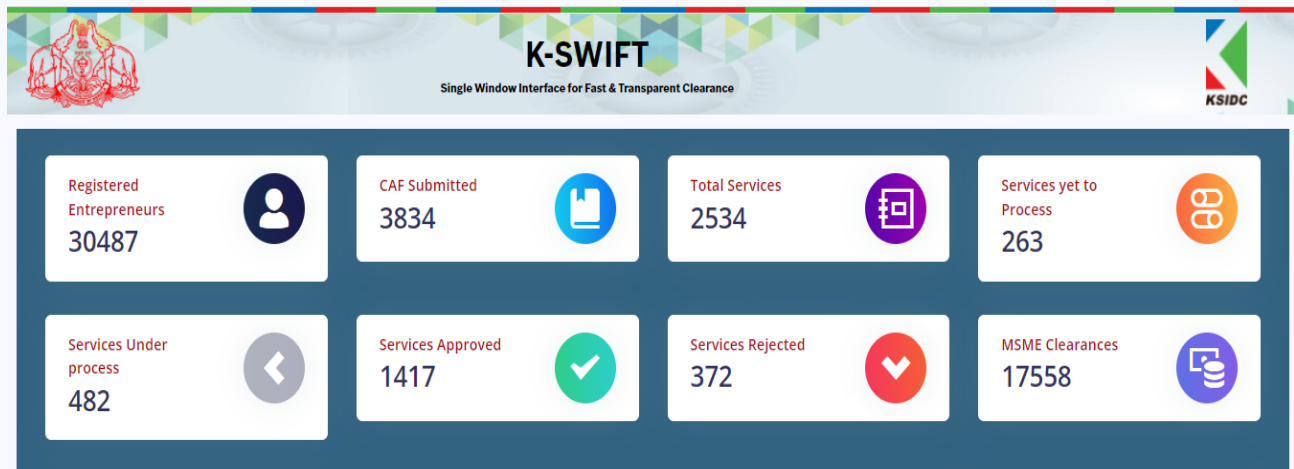 K-SWIFT
Single Window Interface for Fast & Transparent Clearance
KSIDC
Registered
Entrepreneurs
30487
CAF Submitted
3834
Total Services
2534
Services yet to
Process
263
Services Under
process
482
Services Approved
1417
Services Rejected
372
MSME Clearances
17558